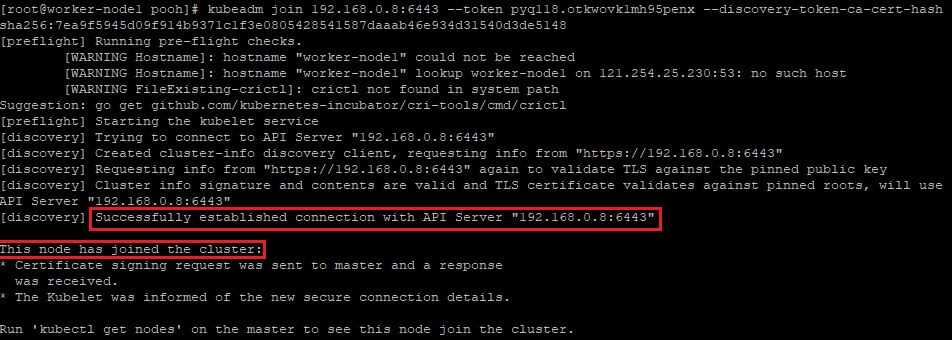 [root@worker-node1 pooh]# kubeadm join 192.168.0.8:6443 --token pyq118.otkwovk1mh95penx --discovery-token-ca-cert-hash
sha256:7ea9f5945d09f914b9371c1f3e0805428541587daaab46e934d31540d3de5148
[preflight] Running pre-flight checks.
[WARNING Hostname]: hostname "worker-node1" could not be reached
[WARNING Hostname]: hostname "worker-node1" lookup worker-node1 on 121.254.25.230:53: no such host
[WARNING FileExisting-crictl]: crictl not found in system path
Suggestion: go get github.com/kubernetes-incubator/cri-tools/cmd/crictl
[preflight] Starting the kubelet service
[discovery] Trying to connect to API Server "192.168.0.8:6443"
[discovery] Created cluster-info discovery client, requesting info from "https://192.168.0.8:6443"
[discovery] Requesting info from "https://192.168.0.8:6443" again to validate TLS against the pinned public key
[discovery] Cluster info signature and contents are valid and TLS certificate validates against pinned roots, will use
API Server "192.168.0.8:6443"
[discovery] Successfully established connection with API Server "192.168.0.8:6443"
This node has joined the cluster:
* Certificate signing request was sent to master and a response
was received.
* The Kubelet was informed of the new secure connection details.
Run 'kubectl get nodes' on the master to see this node join the cluster.